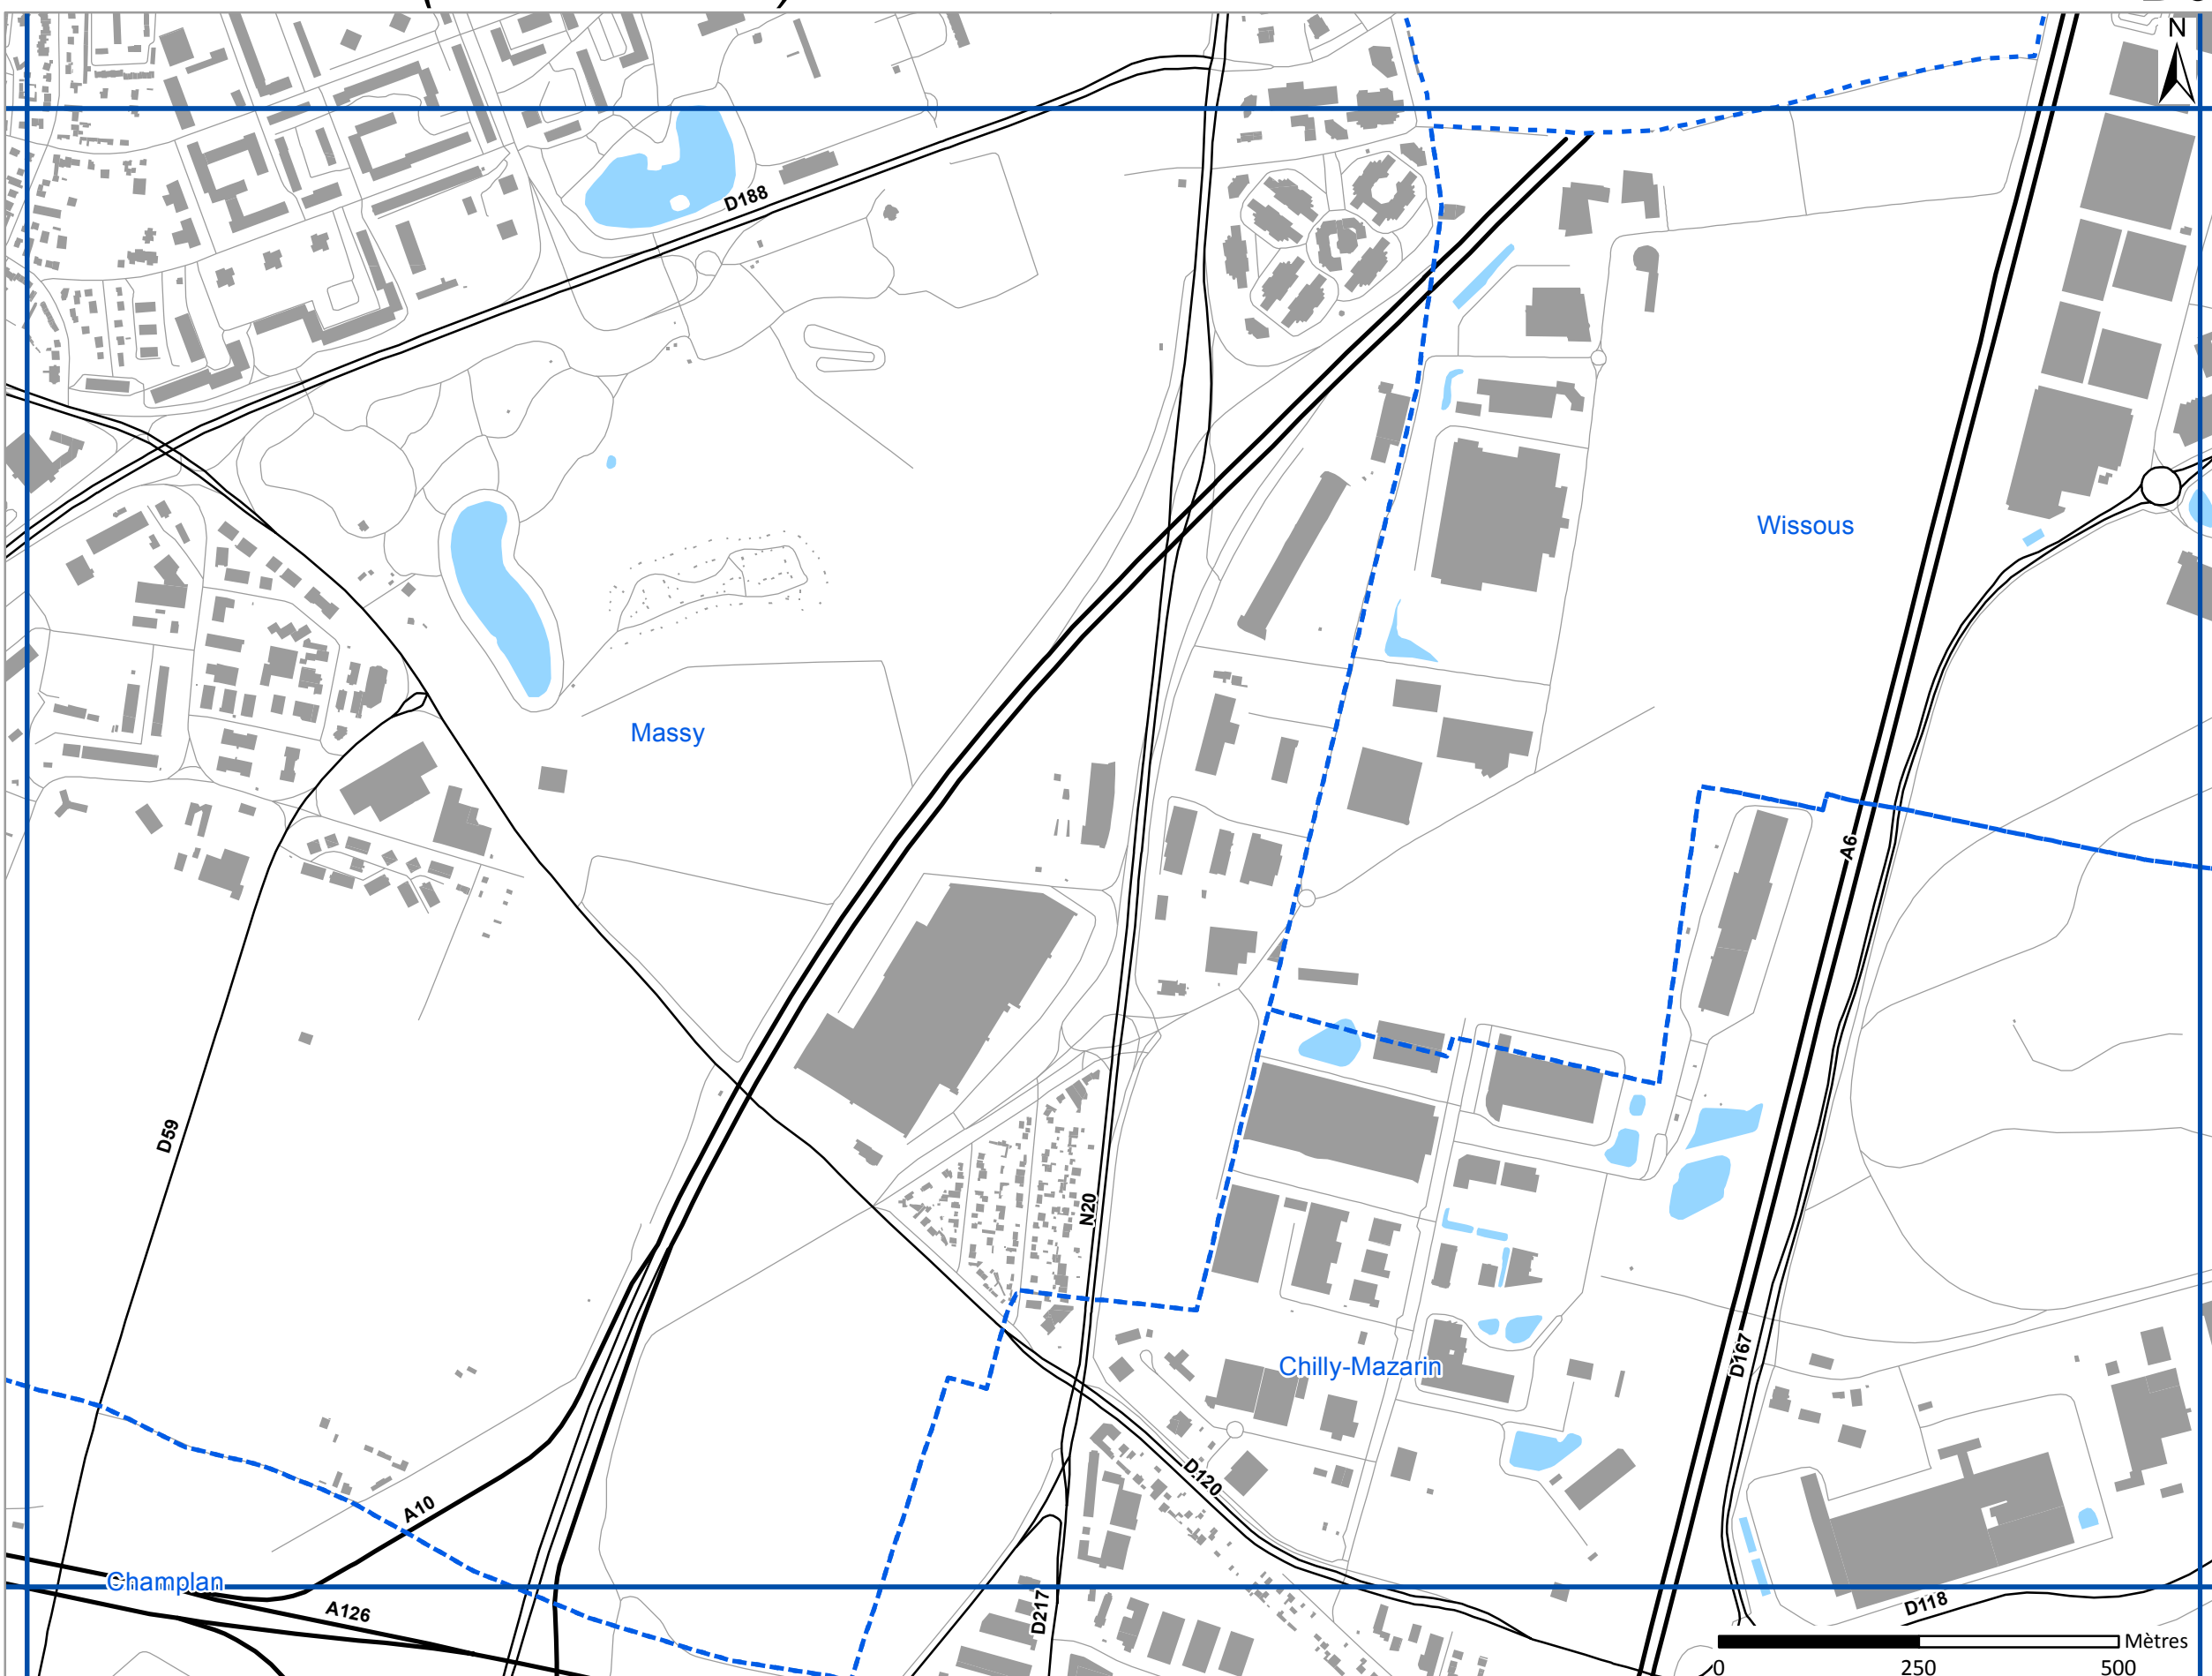 N
D188
Wissous
Massy
A6
D59
N20
Chilly-Mazarin
D167
D120
A10
Champlan
A126
D217
D118
Mètres
0 250 500